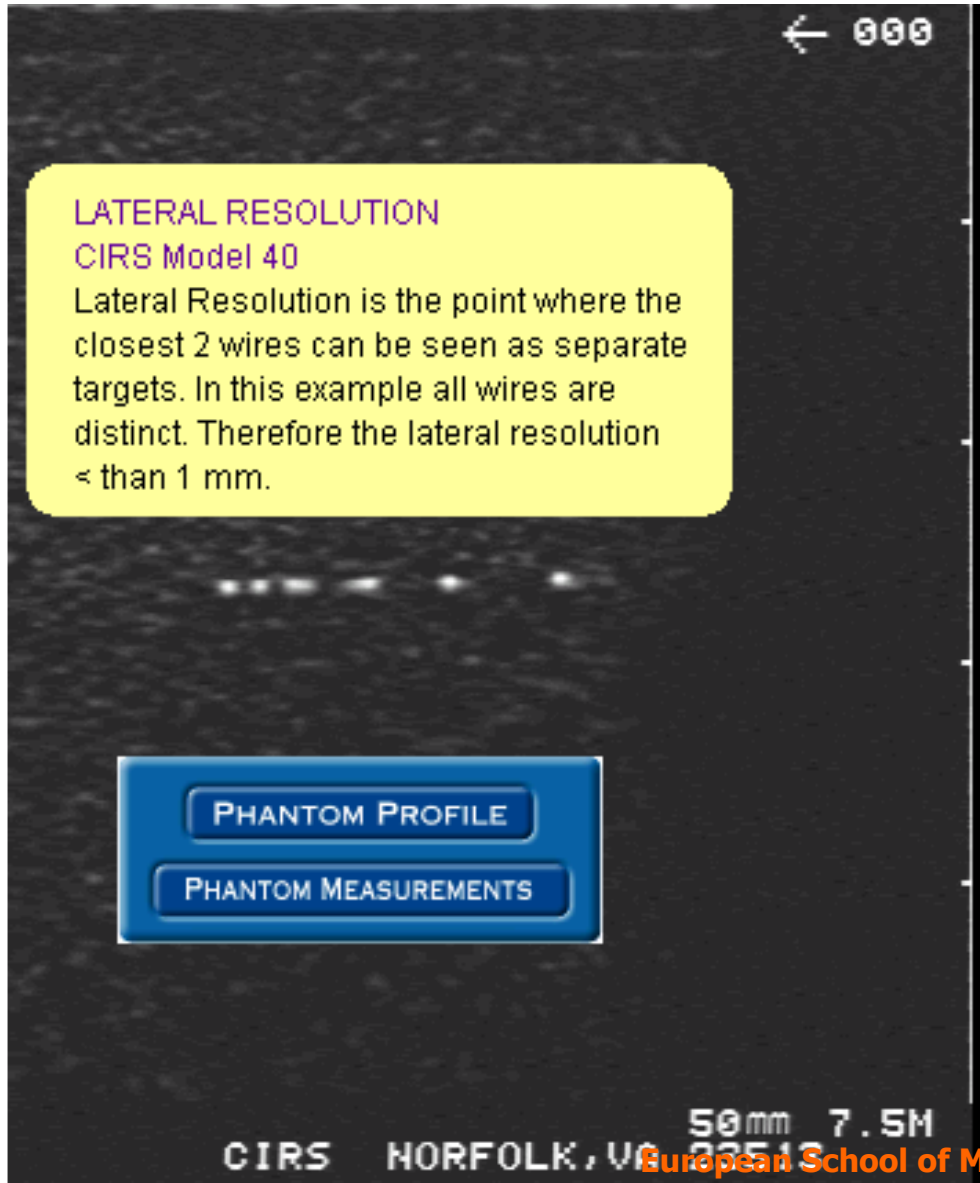 ← 000
LATERAL RESOLUTION
CIRS Model 40
Lateral Resolution is the point where the
closest 2 wires can be seen as separate
targets. In this example all wires are
distinct. Therefore the lateral resolution
< than 1 mm.
PHANTOM PROFILE
PHANTOM MEASUREMENTS
50mm 7.5M
CIRS NORFOLK,VA
European School of M